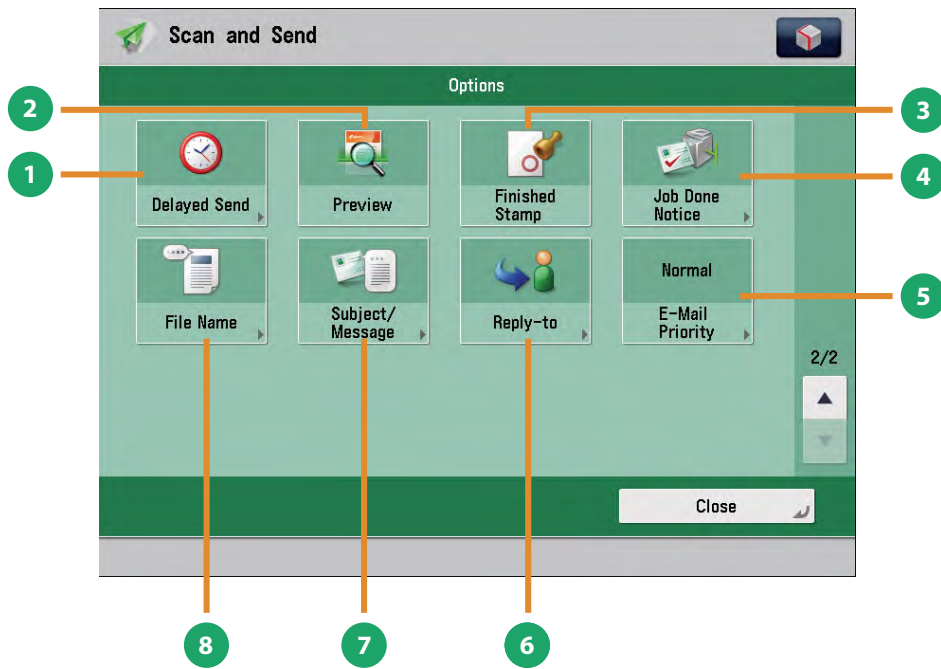 Scan and Send
Options
2
3
1
4
Delayed Send
Preview
Finished
Stamp
Job Done
Notice
File Name
Subject/
Message
Reply-to
Normal
E-Mail
Priority
5
2/2
Close
8
7
6